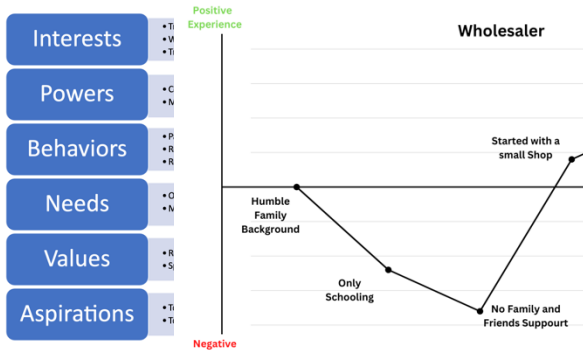 Interests
Powers
Behaviors
Needs
Values
Aspirations
Positive
Experience
Wholesaler
Started with a
small Shop
Humble
Family
Background
Only
Schooling
No Family and
Friends Suppourt
Negative